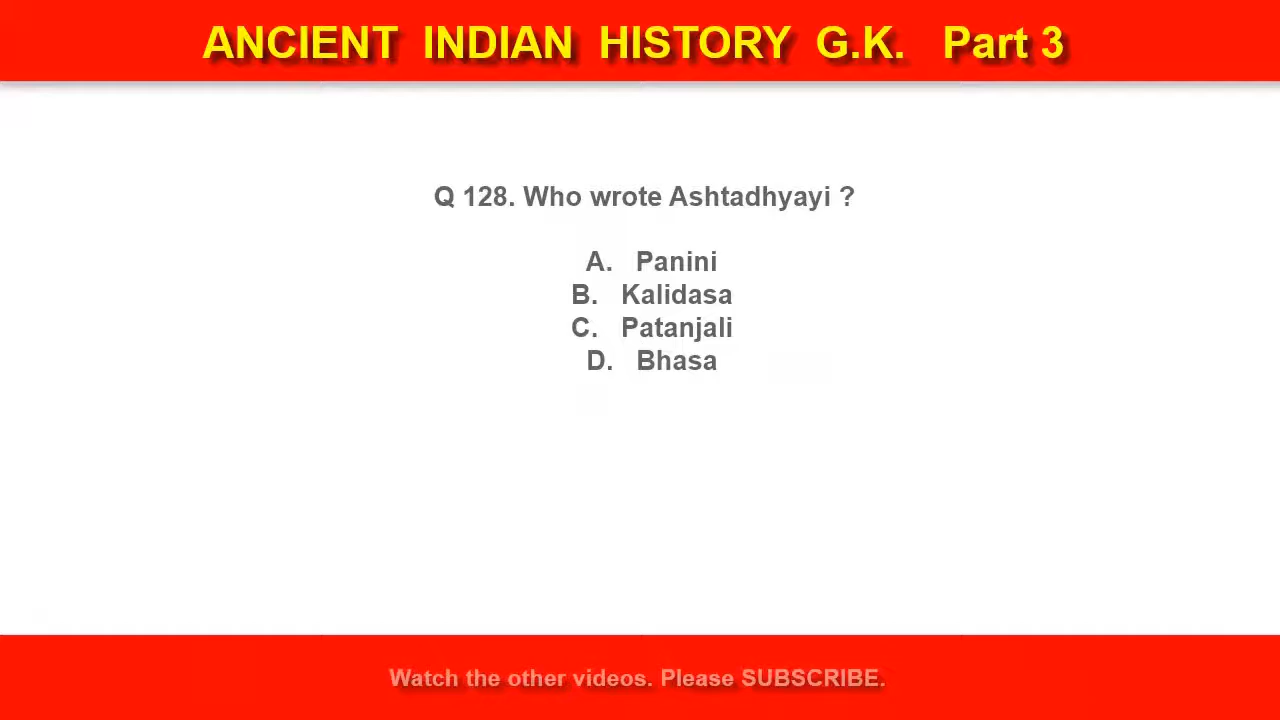 ANCIENT INDIAN HISTORY G.K. Part 3
Q 128. Who wrote Ashtadhyayi ?
A. Panini
B. Kalidasa
C. Patanjali
D. Bhasa
Watch the other videos. Please SUBSCRIBE.